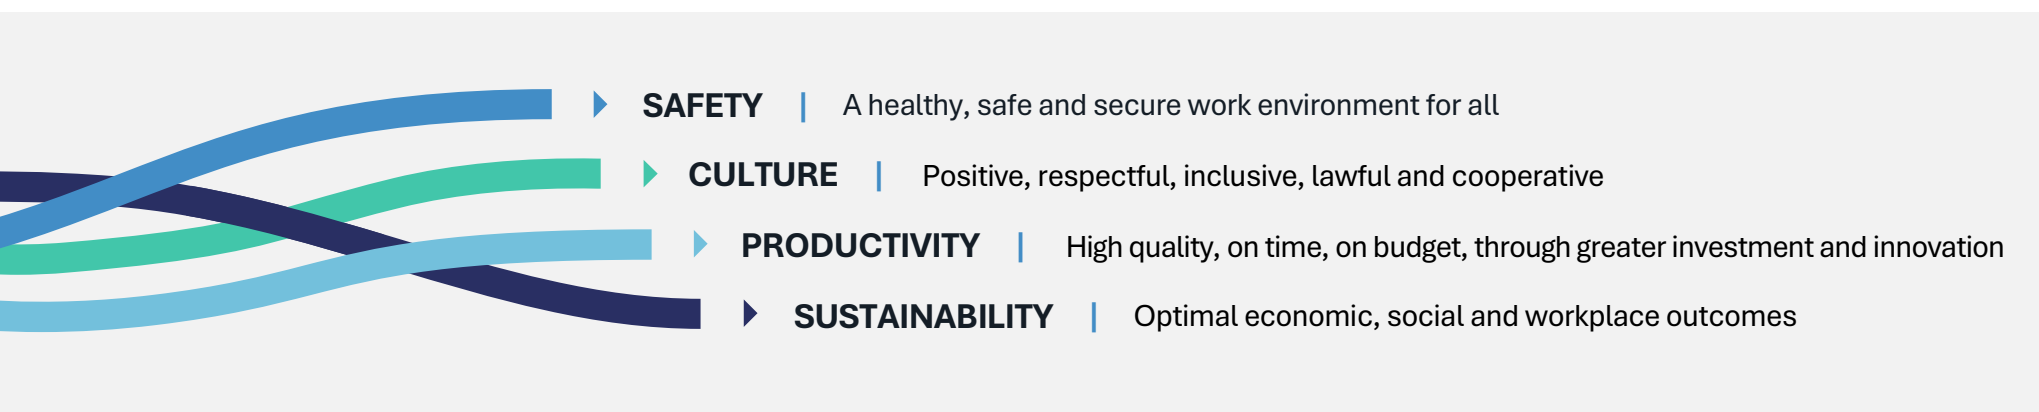 SAFETY | A healthy, safe and secure work environment for all
CULTURE | Positive, respectful, inclusive, lawful and cooperative
PRODUCTIVITY | High quality, on time, on budget, through greater investment and innovation
SUSTAINABILITY | Optimal economic, social and workplace outcomes